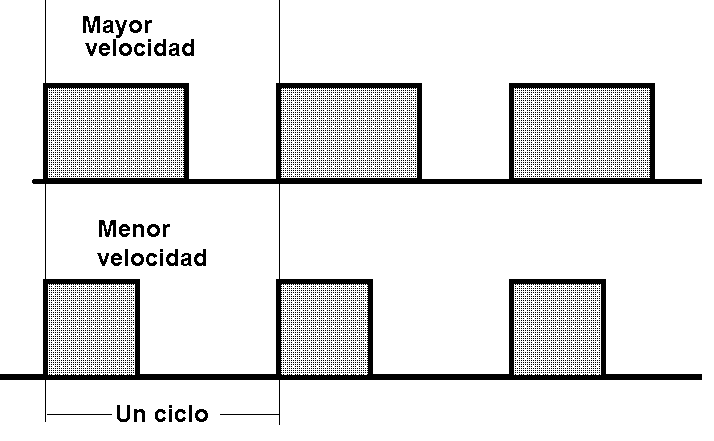 Mayor
velocidad
Menor
velocidad
Un ciclo